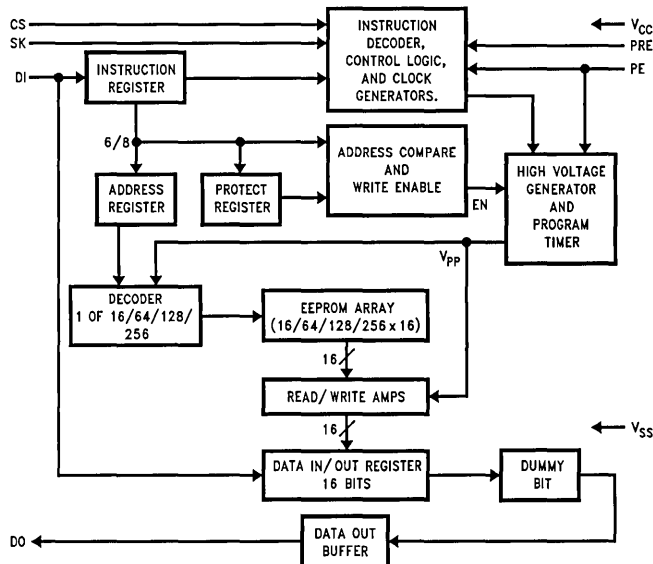 CS
SK
DI
INSTRUCTION
REGISTER
INSTRUCTION
DECODER,
CONTROL LOGIC,
AND CLOCK
GENERATORS.
VCC
PRE
PE
6/8
ADDRESS
REGISTER
PROTECT
REGISTER
ADDRESS COMPARE
AND
WRITE ENABLE
EN
HIGH VOLTAGE
GENERATOR
AND
PROGRAM
TIMER
VPP
DECODER
1 OF 16/64/128/
256
EEPROM ARRAY
(16/64/128/256x16)
16
READ/WRITE AMPS
16
VSS
DATA IN/OUT REGISTER
16 BITS
DUMMY
BIT
DO
DATA OUT
BUFFER